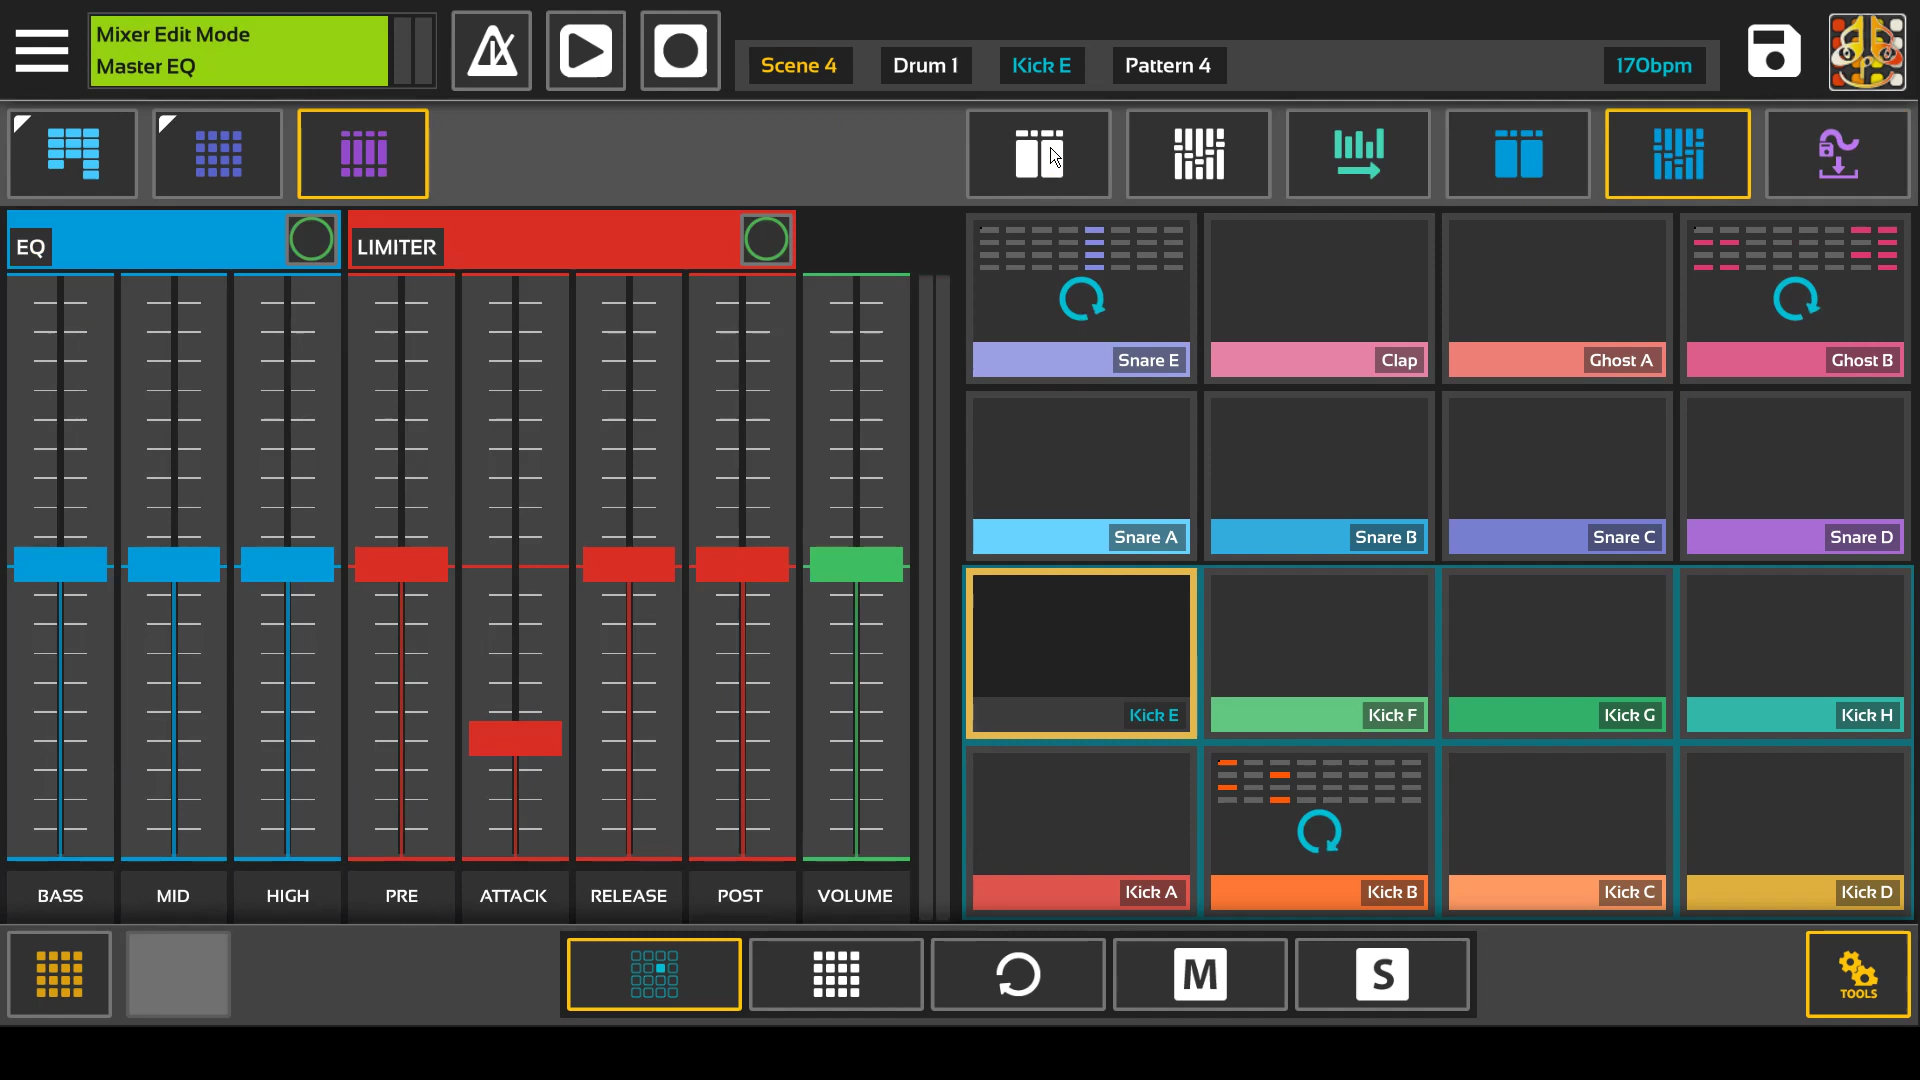 Mixer Edit Mode
Master EQ
Scene 4
Drum 1
Kick E
Pattern 4
170bpm
EQ
LIMITER
Snare E
Clap
Ghost A
Ghost B
Snare A
Snare B
Snare C
Snare D
Kick E
Kick F
Kick G
Kick H
Kick A
Kick B
Kick C
Kick D
BASS
MID
HIGH
PRE
ATTACK
RELEASE
POST
VOLUME
M
S
TOOLS